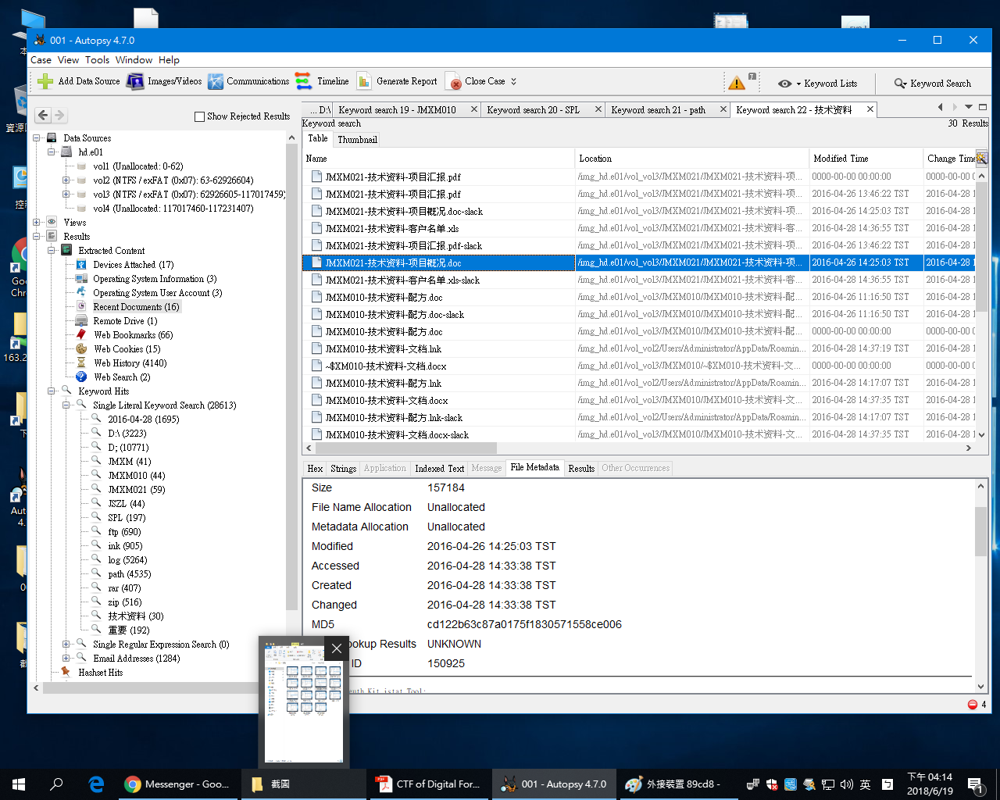 001 - Autopsy 4.7.0
Case View Tools Window Help
Add Data Source Images/Videos Communications Timeline Generate Report Close Case Keyword Lists Keyword Search
Show Rejected Results
Data Sources
hd.e01
vol1 (Unallocated: 0-62)
vol2 (NTFS / exFAT (0x07): 63-62926604)
vol3 (NTFS / exFAT (0x07): 62926605-117017459)
vol4 (Unallocated: 117017460-117231407)
Views
Results
Extracted Content
Devices Attached (17)
Operating System Information (3)
Operating System User Account (3)
Recent Documents (16)
Remote Drive (1)
Web Bookmarks (66)
Web Cookies (15)
Web History (4140)
Web Search (2)
Keyword Hits
Single Literal Keyword Search (28613)
2016-04-28 (1695)
D:\ (3223)
D; (10771)
JMXM (41)
JMXM010 (44)
JMXM021 (59)
JSZL (44)
SPL (197)
ftp (690)
ink (905)
log (5264)
path (4535)
rar (407)
zip (516)
技术资料 (30)
重要 (192)
Single Regular Expression Search (0)
Email Addresses (1284)
Hashset Hits
... D:\ Keyword search 19 - JMXM010 Keyword search 20 - SPL Keyword search 21 - path Keyword search 22 - 技术资料
Keyword search 30 Results
Table Thumbnail
Name Location Modified Time Change Time
JMXM021-技术资料-项目汇报.pdf /img_hd.e01/vol_vol3/JMXM021/JMXM021-技术资料-项... 0000-00-00 00:00:00 0000-00-00 0
JMXM021-技术资料-项目汇报.pdf /img_hd.e01/vol_vol3/JMXM021/JMXM021-技术资料-项... 2016-04-26 13:46:22 TST 2016-04-28 1
JMXM021-技术资料-项目概况.doc-slack /img_hd.e01/vol_vol3/JMXM021/JMXM021-技术资料-项... 2016-04-26 14:25:03 TST 2016-04-28 1
JMXM021-技术资料-客户名单.xls /img_hd.e01/vol_vol3/JMXM021/JMXM021-技术资料-客... 2016-04-28 14:36:55 TST 2016-04-28 1
JMXM021-技术资料-项目汇报.pdf-slack /img_hd.e01/vol_vol3/JMXM021/JMXM021-技术资料-项... 2016-04-26 13:46:22 TST 2016-04-28 1
JMXM021-技术资料-项目概况.doc /img_hd.e01/vol_vol3/JMXM021/JMXM021-技术资料-项... 2016-04-26 14:25:03 TST 2016-04-28 1
JMXM021-技术资料-客户名单.xls-slack /img_hd.e01/vol_vol3/JMXM021/JMXM021-技术资料-客... 2016-04-28 14:36:55 TST 2016-04-28 1
JMXM010-技术资料-配方.doc /img_hd.e01/vol_vol3/JMXM010/JMXM010-技术资料-配... 2016-04-26 11:16:50 TST 2016-04-28 1
JMXM010-技术资料-配方.doc-slack /img_hd.e01/vol_vol3/JMXM010/JMXM010-技术资料-配... 2016-04-26 11:16:50 TST 2016-04-28 1
JMXM010-技术资料-配方.doc /img_hd.e01/vol_vol3/JMXM010/JMXM010-技术资料-配... 0000-00-00 00:00:00 0000-00-00 0
JMXM010-技术资料-文档.lnk /img_hd.e01/vol_vol2/Users/Administrator/AppData/Roamin... 2016-04-28 14:37:19 TST 2016-04-28 1
~$XM010-技术资料-文档.docx /img_hd.e01/vol_vol3/JMXM010/~$XM010-技术资料-文... 0000-00-00 00:00:00 0000-00-00 0
JMXM010-技术资料-配方.lnk /img_hd.e01/vol_vol2/Users/Administrator/AppData/Roamin... 2016-04-28 14:17:07 TST 2016-04-28 1
JMXM010-技术资料-文档.docx /img_hd.e01/vol_vol3/JMXM010/JMXM010-技术资料-文... 2016-04-28 14:37:35 TST 2016-04-28 1
JMXM010-技术资料-配方.lnk-slack /img_hd.e01/vol_vol2/Users/Administrator/AppData/Roamin... 2016-04-28 14:17:07 TST 2016-04-28 1
JMXM010-技术资料-文档.docx-slack /img_hd.e01/vol_vol3/JMXM010/JMXM010-技术资料-文... 2016-04-28 14:37:35 TST 2016-04-28 1
Hex Strings Application Indexed Text Message File Metadata Results Other Occurrences
Size 157184
File Name Allocation Unallocated
Metadata Allocation Unallocated
Modified 2016-04-26 14:25:03 TST
Accessed 2016-04-28 14:33:38 TST
Created 2016-04-28 14:33:38 TST
Changed 2016-04-28 14:33:38 TST
MD5 cd122b63c87a0175f1830571558ce006
ookup Results UNKNOWN
ID 150925
4
Messenger - Goo... 截圖 CTF of Digital For... 001 - Autopsy 4.7.0 外接裝置 89cd8 - 英
下午 04:14
2018/6/19
1